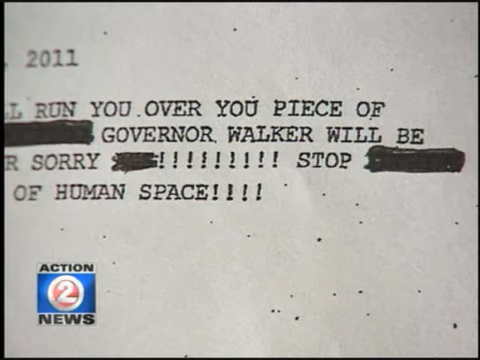 , 2011
LL RUN YOU OVER YOU PIECE OF
GOVERNOR WALKER WILL BE
R SORRY !!!!!!!!! STOP
OF HUMAN SPACE!!!!
ACTION
2
NEWS